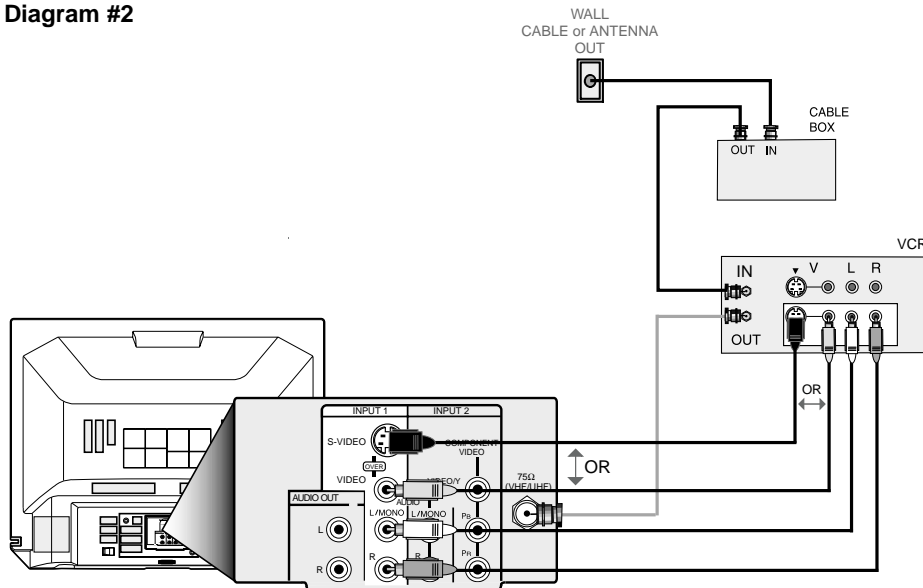 Diagram #2
WALL
CABLE or ANTENNA
OUT
CABLE
BOX
OUT IN
VCR
IN
V L R
OUT
OR
INPUT 1 INPUT 2
S-VIDEO
COMPONENT
VIDEO
OVER
OR
VIDEO
VIDEO/Y
75Ω
(VHF/UHF)
AUDIO OUT
AUDIO
L/MONO L/MONO PB
L
R R PR
R